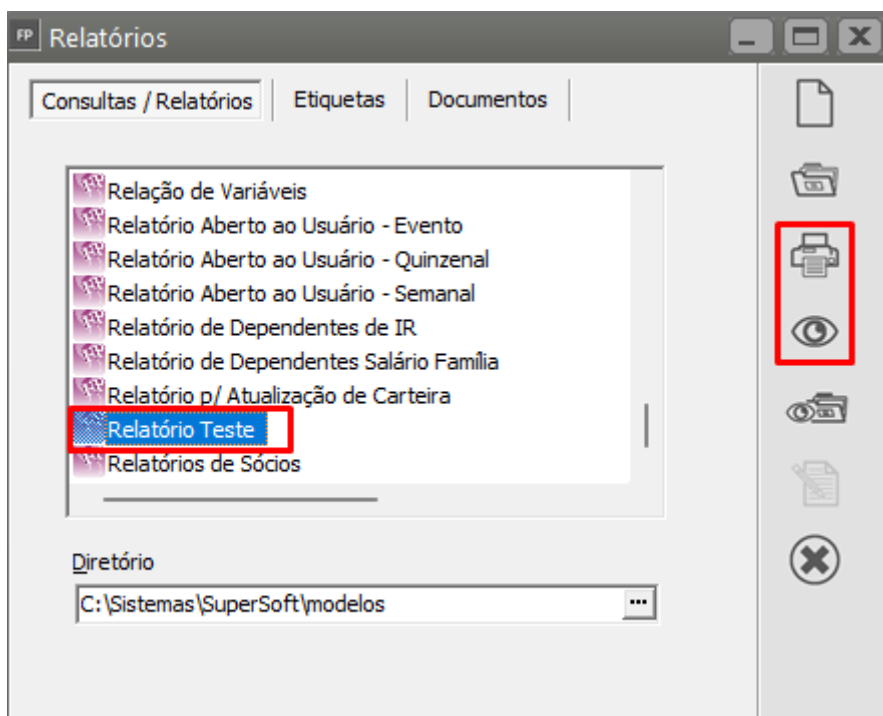 FP Relatórios
Consultas / Relatórios Etiquetas Documentos
Relação de Variáveis
Relatório Aberto ao Usuário - Evento
Relatório Aberto ao Usuário - Quinzenal
Relatório Aberto ao Usuário - Semanal
Relatório de Dependentes de IR
Relatório de Dependentes Salário Família
Relatório p/ Atualização de Carteira
Relatório Teste
Relatórios de Sócios
Diretório
C:\Sistemas\SuperSoft\modelos ...